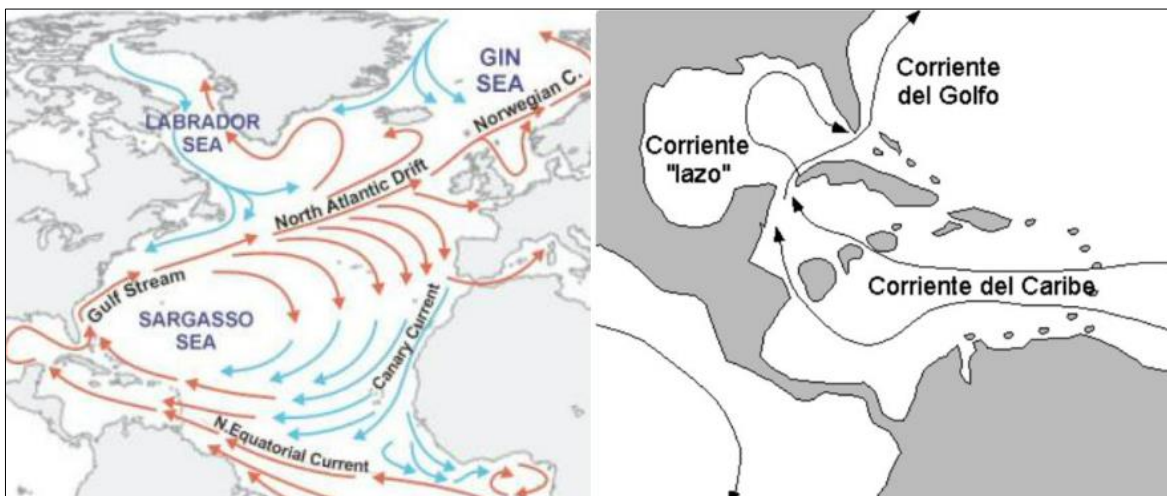 GIN
SEA
Norwegian C.
LABRADOR
SEA
North Atlantic Drift
Gulf Stream
SARGASSO
SEA
Canary Current
N.Equatorial Current
Corriente
del Golfo
Corriente
"lazo"
Corriente del Caribe